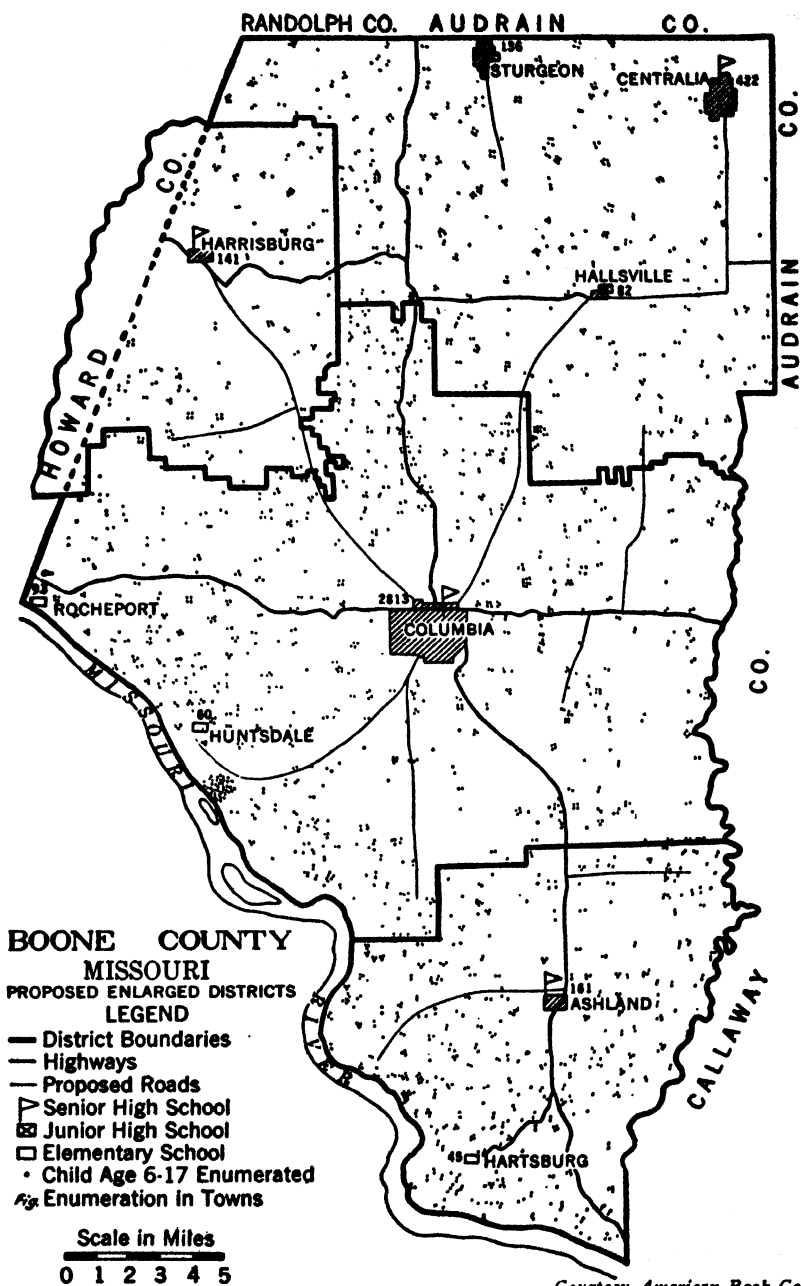 RANDOLPH CO. AUDRAIN CO.
136
STURGEON
CENTRALIA 422
CO.
AUDRAIN
CO.
HOWARD
HARRISBURG
141
HALLSVILLE
82
93
ROCHEPORT
2813
COLUMBIA
CO.
60
HUNTSDALE
MISSOURI
RIVER
161
ASHLAND
CALLAWAY
45 HARTSBURG
BOONE COUNTY
MISSOURI
PROPOSED ENLARGED DISTRICTS
LEGEND
District Boundaries
Highways
Proposed Roads
Senior High School
Junior High School
Elementary School
Child Age 6-17 Enumerated
Fig. Enumeration in Towns
Scale in Miles
0 1 2 3 4 5
Courtesy American Book Co